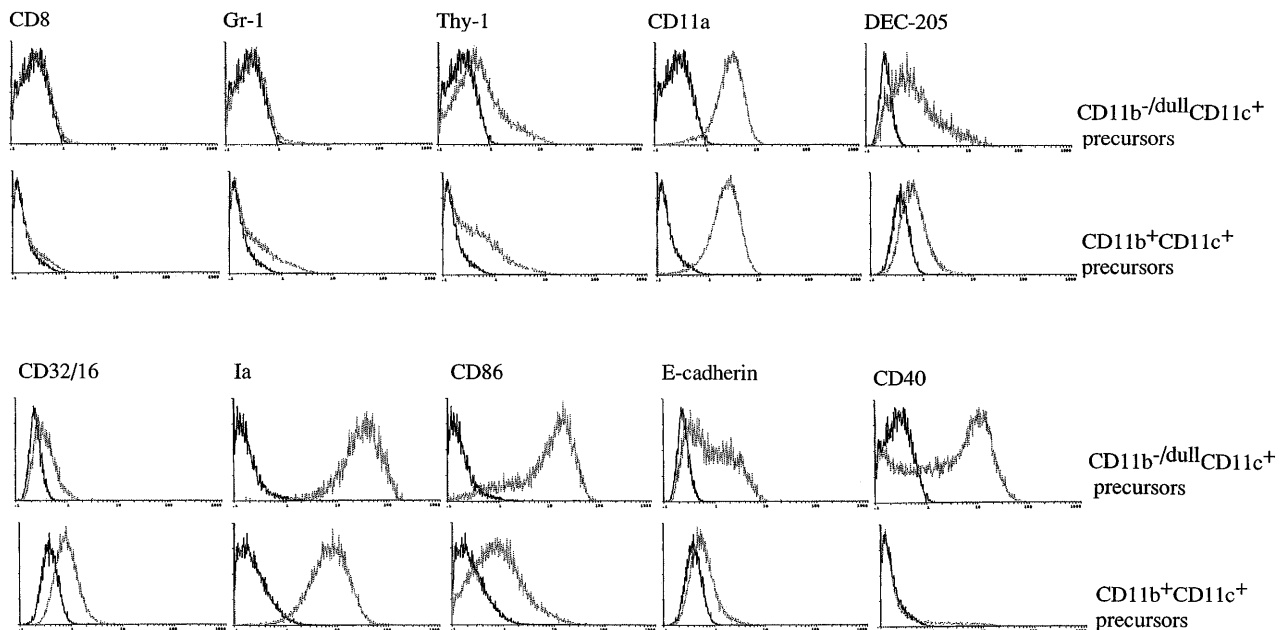 CD8 Gr-1 Thy-1 CD11a DEC-205
CD11b-/dullCD11c+
precursors
CD11b+CD11c+
precursors
CD32/16 Ia CD86 E-cadherin CD40
CD11b-/dullCD11c+
precursors
CD11b+CD11c+
precursors